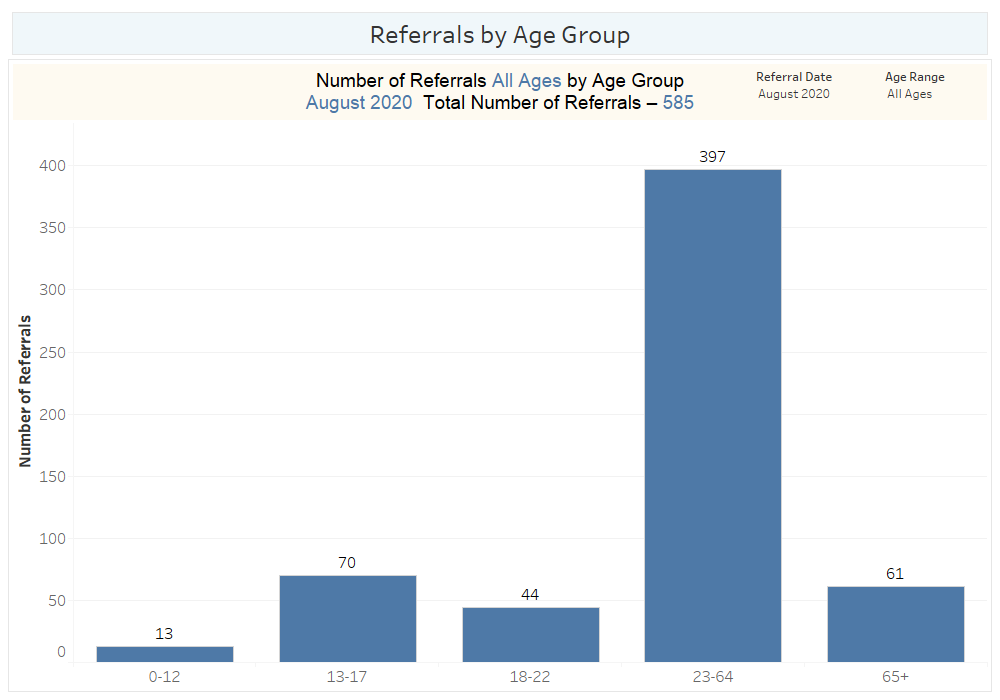 Referrals by Age Group
Number of Referrals All Ages by Age Group
August 2020 Total Number of Referrals – 585
Referral Date
August 2020
Age Range
All Ages
Number of Referrals
400
350
300
250
200
150
100
50
0
13
70
44
397
61
0-12
13-17
18-22
23-64
65+